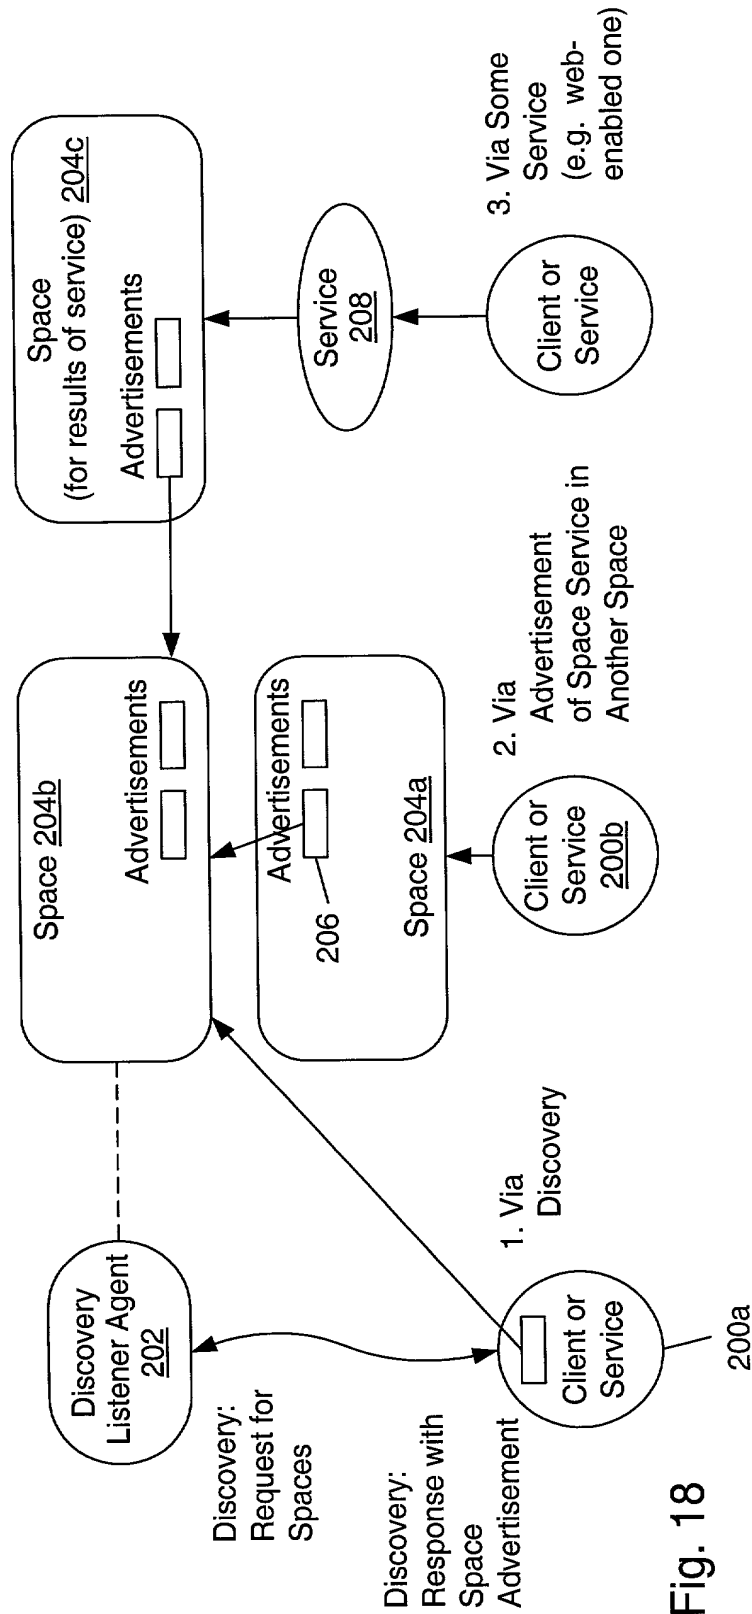 Discovery
Listener Agent
202
Space 204b
Advertisements
Space
(for results of service) 204c
Advertisements
Discovery:
Request for
Spaces
206
Advertisements
Space 204a
Service
208
Discovery:
Response with
Space
Advertisement
Client or
Service
200a
1. Via
Discovery
Client or
Service
200b
2. Via
Advertisement
of Space Service in
Another Space
Client or
Service
3. Via Some
Service
(e.g. web-
enabled one)
Fig. 18